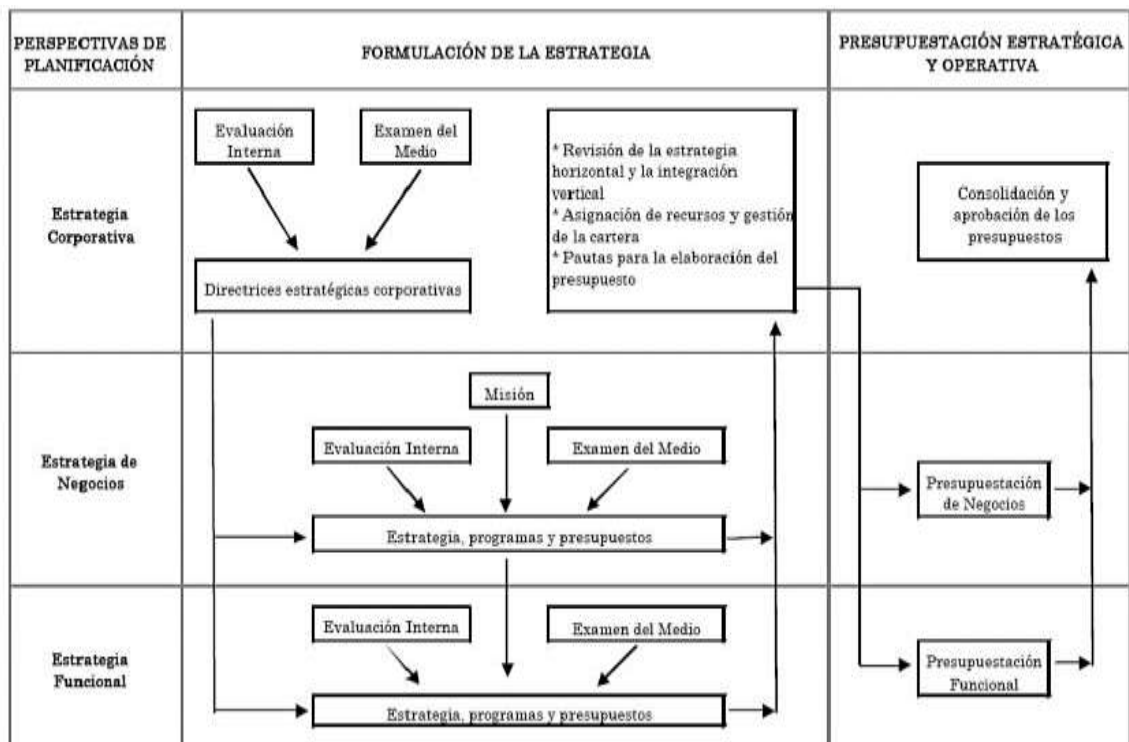 PERSPECTIVAS DE
PLANIFICACIÓN
FORMULACIÓN DE LA ESTRATEGIA
PRESUPUESTACIÓN ESTRATÉGICA
Y OPERATIVA
Estrategia
Corporativa
Evaluación
Interna
Examen del
Medio
Directrices estratégicas corporativas
* Revisión de la estrategia
horizontal y la integración
vertical
* Asignación de recursos y gestión
de la cartera
* Pautas para la elaboración del
presupuesto
Consolidación y
aprobación de los
presupuestos
Estrategia de
Negocios
Misión
Evaluación Interna
Examen del Medio
Estrategia, programas y presupuestos
Presupuestación
de Negocios
Estrategia
Funcional
Evaluación Interna
Examen del Medio
Estrategia, programas y presupuestos
Presupuestación
Funcional